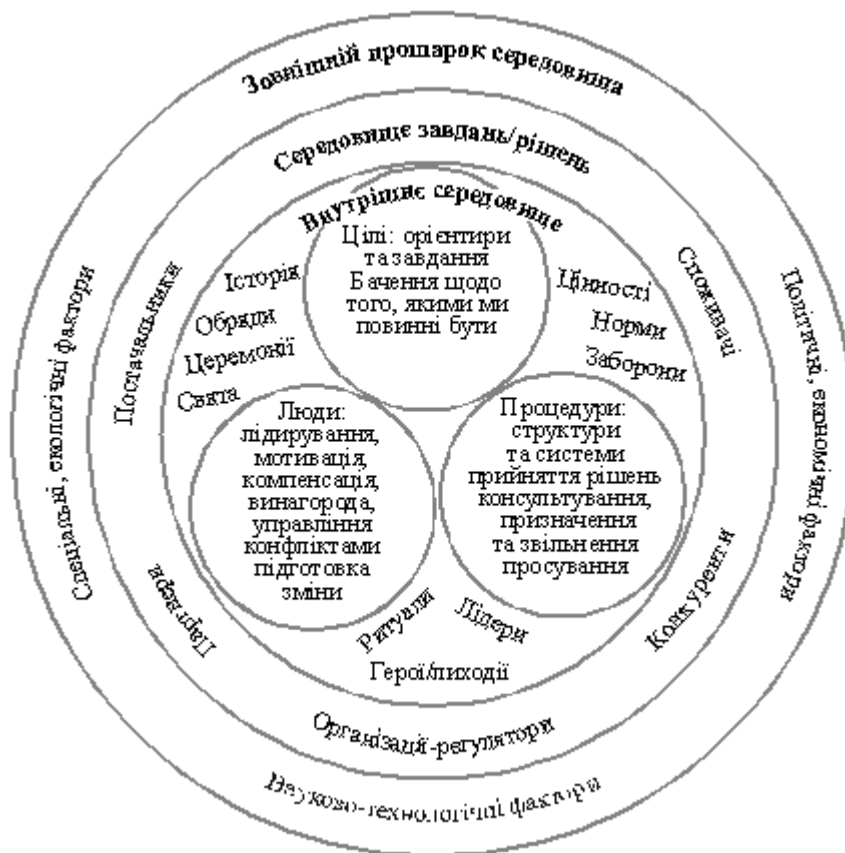 Зовнішній прошарок середовища
Середовище завдань/рішень
Внутрішнє середовище
Цілі: орієнтири
та завдання
Бачення щодо
того, якими ми
повинні бути
Історія
Обряди
Церемонії
Свята
Цінності
Норми
Заборони
Люди:
лідирування,
мотивація,
компенсація,
винагорода,
управління
конфліктами
підготовка
зміни
Процедури:
структури
та системи
прийняття рішень
консультування,
призначення
та звільнення
просування
Ритуали
Лідери
Герої/лиходії
Постачальники
Споживачі
Партнери
Конкуренти
Організації-регулятори
Спеціальні, екологічні фактори
Політичні, економічні фактори
Науково-технологічні фактори